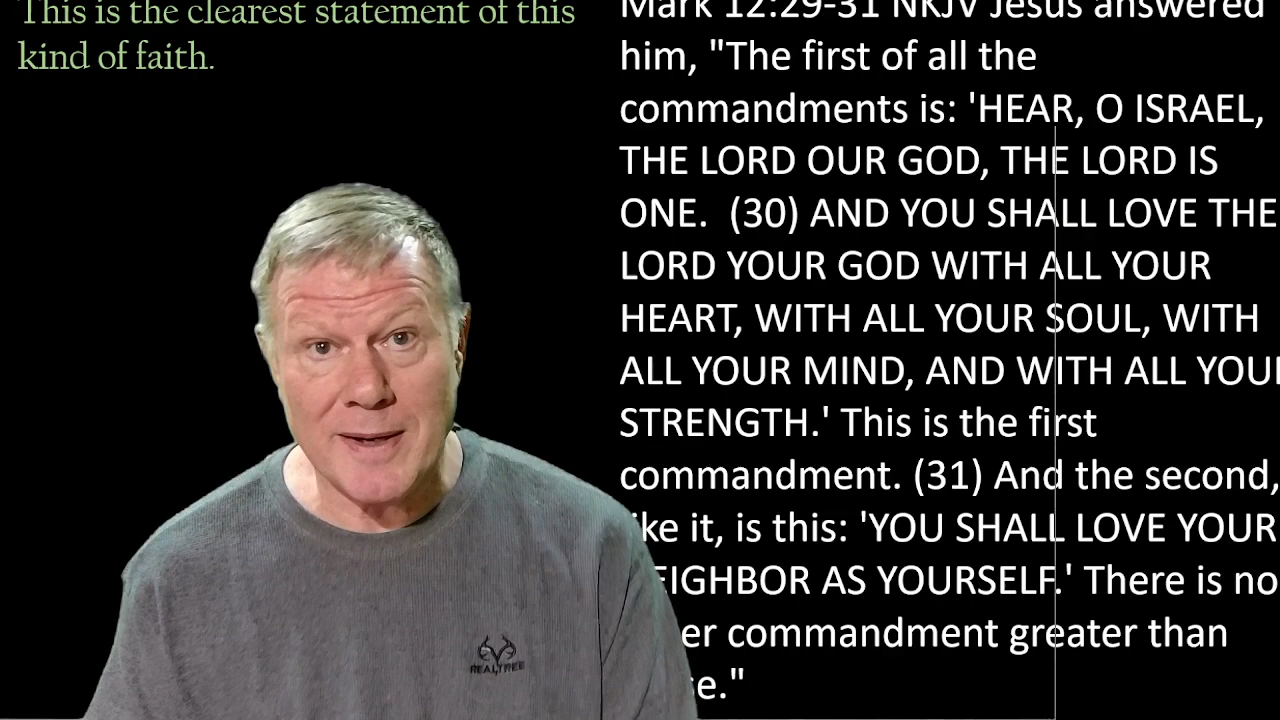 This is the clearest statement of this
kind of faith.
Mark 12:29-31 NKJV Jesus answered
him, "The first of all the
commandments is: 'HEAR, O ISRAEL,
THE LORD OUR GOD, THE LORD IS
ONE.  (30) AND YOU SHALL LOVE THE
LORD YOUR GOD WITH ALL YOUR
HEART, WITH ALL YOUR SOUL, WITH
ALL YOUR MIND, AND WITH ALL YOUR
STRENGTH.' This is the first
commandment. (31) And the second,
ike it, is this: 'YOU SHALL LOVE YOUR
EIGHBOR AS YOURSELF.' There is no
er commandment greater than
se."
REALTREE